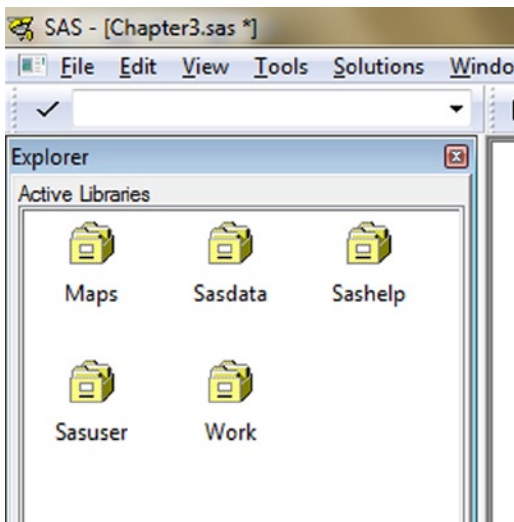 SAS - [Chapter3.sas *]
File Edit View Tools Solutions Windo
Explorer
Active Libraries
Maps Sasdata Sashelp
Sasuser Work